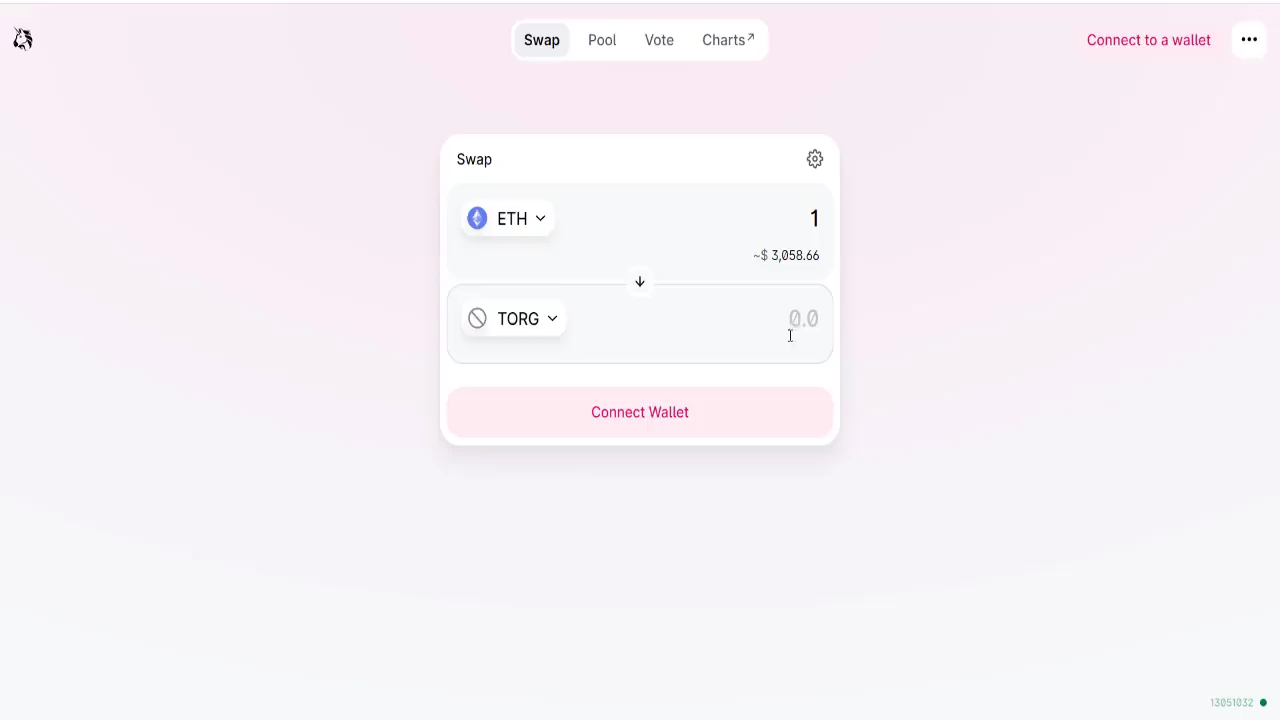 Swap Pool Vote Charts↗ Connect to a wallet •••
Swap
ETH 1
~$ 3,058.66
TORG 0.0
Connect Wallet
13051032